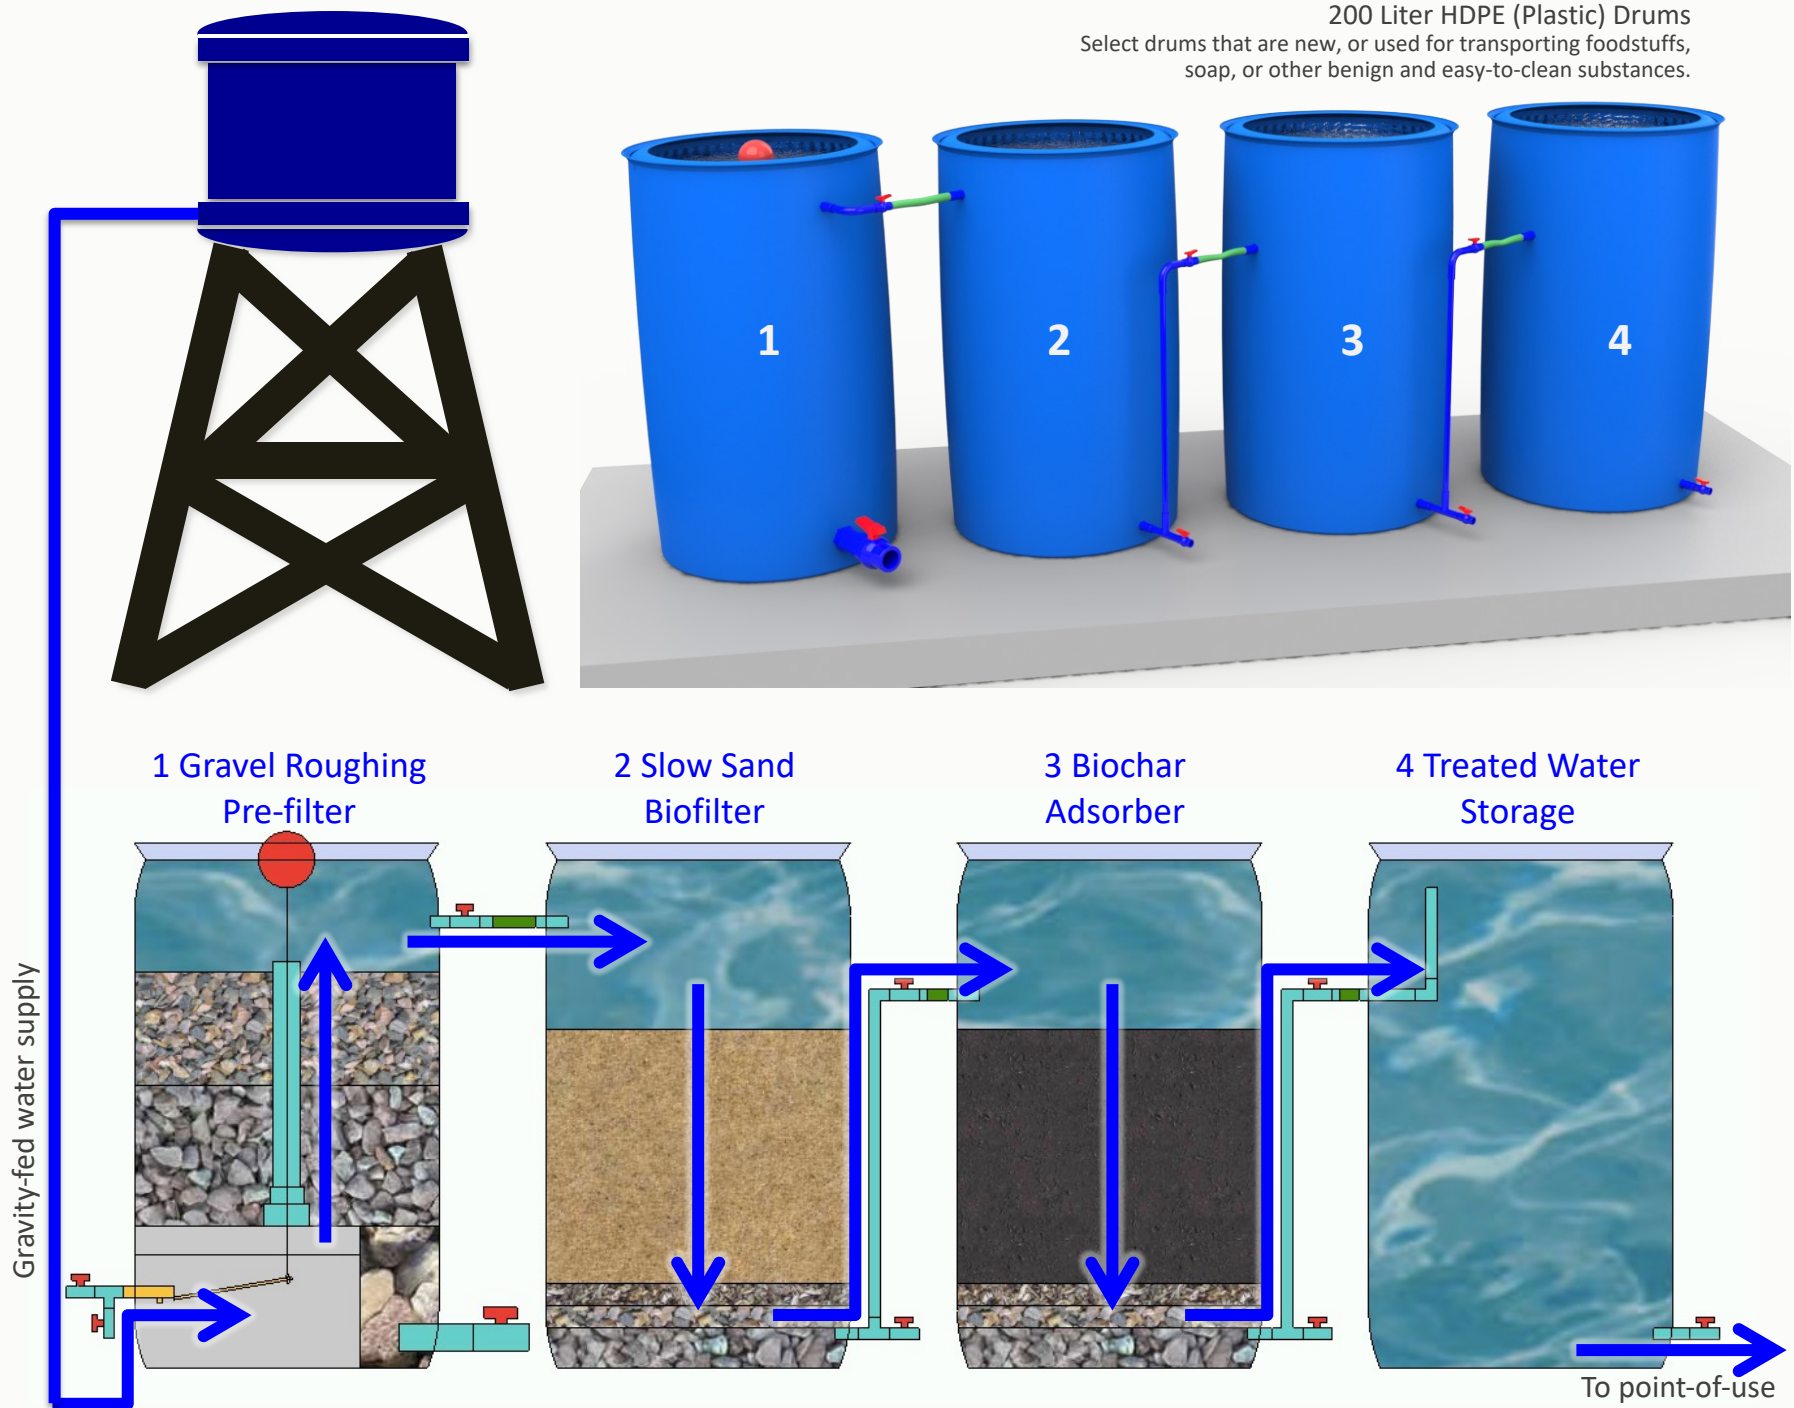 200 Liter HDPE (Plastic) Drums
Select drums that are new, or used for transporting foodstuffs,
soap, or other benign and easy-to-clean substances.
1
2
3
4
Gravity-fed water supply
1 Gravel Roughing
Pre-filter
2 Slow Sand
Biofilter
3 Biochar
Adsorber
4 Treated Water
Storage
To point-of-use